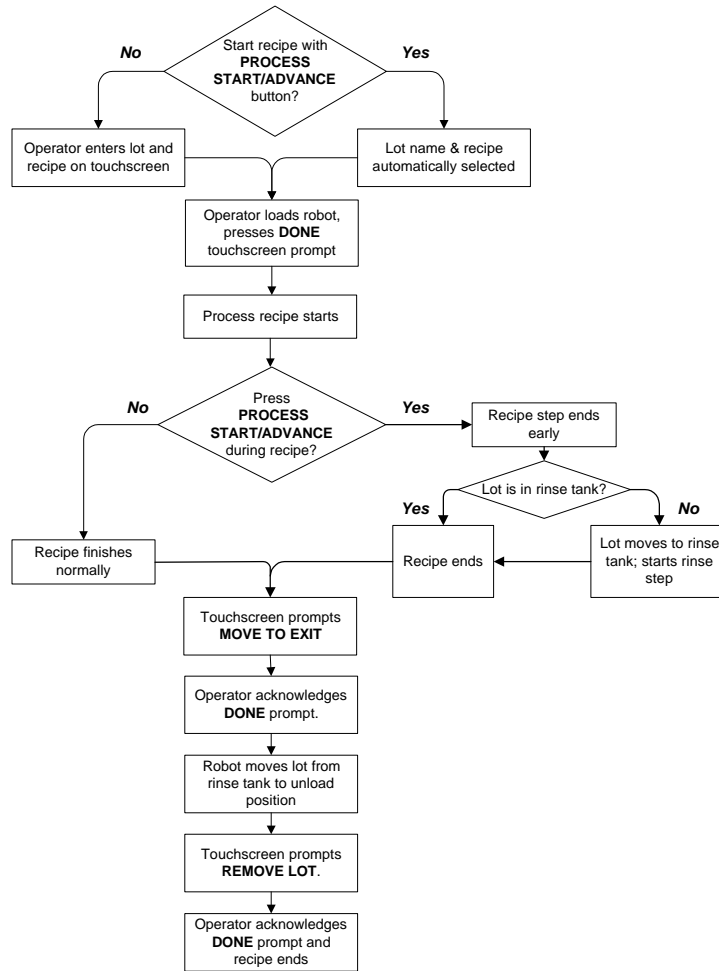 No
Start recipe with
PROCESS
START/ADVANCE
button?
Yes
Operator enters lot and
recipe on touchscreen
Lot name & recipe
automatically selected
Operator loads robot,
presses DONE
touchscreen prompt
Process recipe starts
No
Press
PROCESS
START/ADVANCE
during recipe?
Yes
Recipe step ends
early
Lot is in rinse tank?
Yes
No
Recipe finishes
normally
Recipe ends
Lot moves to rinse
tank; starts rinse
step
Touchscreen prompts
MOVE TO EXIT
Operator acknowledges
DONE prompt.
Robot moves lot from
rinse tank to unload
position
Touchscreen prompts
REMOVE LOT.
Operator acknowledges
DONE prompt and
recipe ends